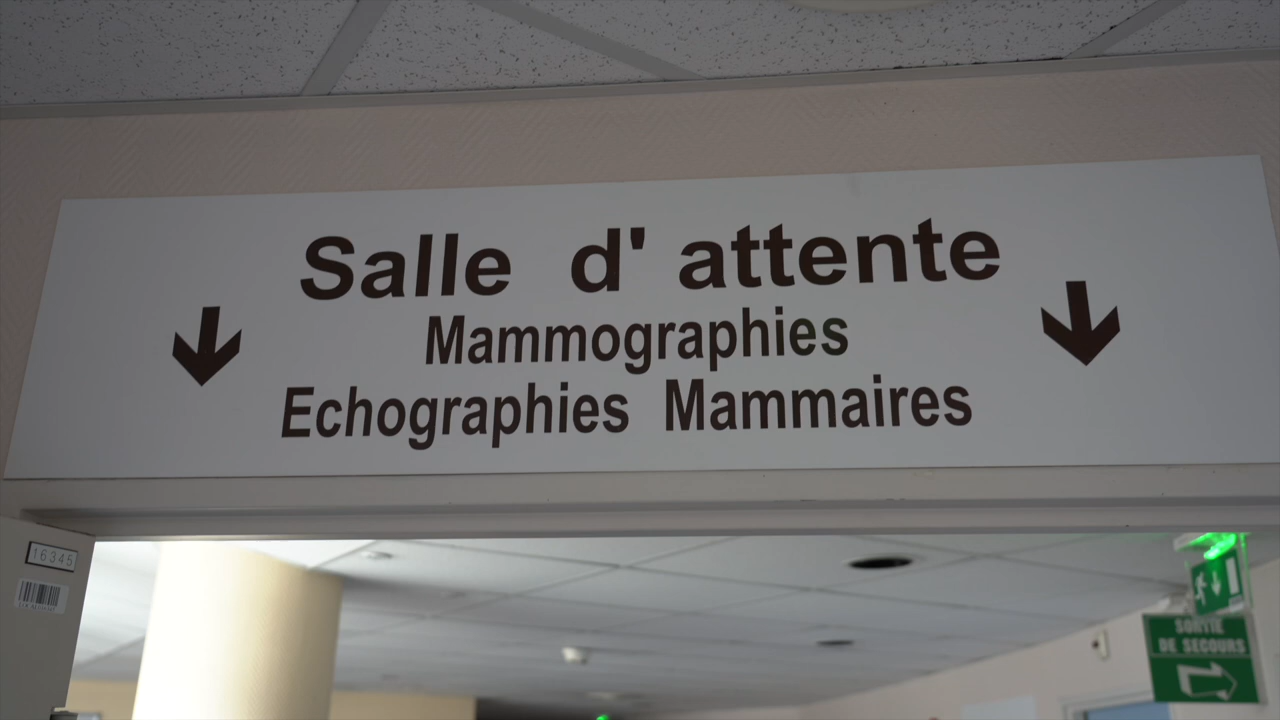 Salle d' attente
Mammographies
Echographies Mammaires
16345
SORTIE
DE SECOURS